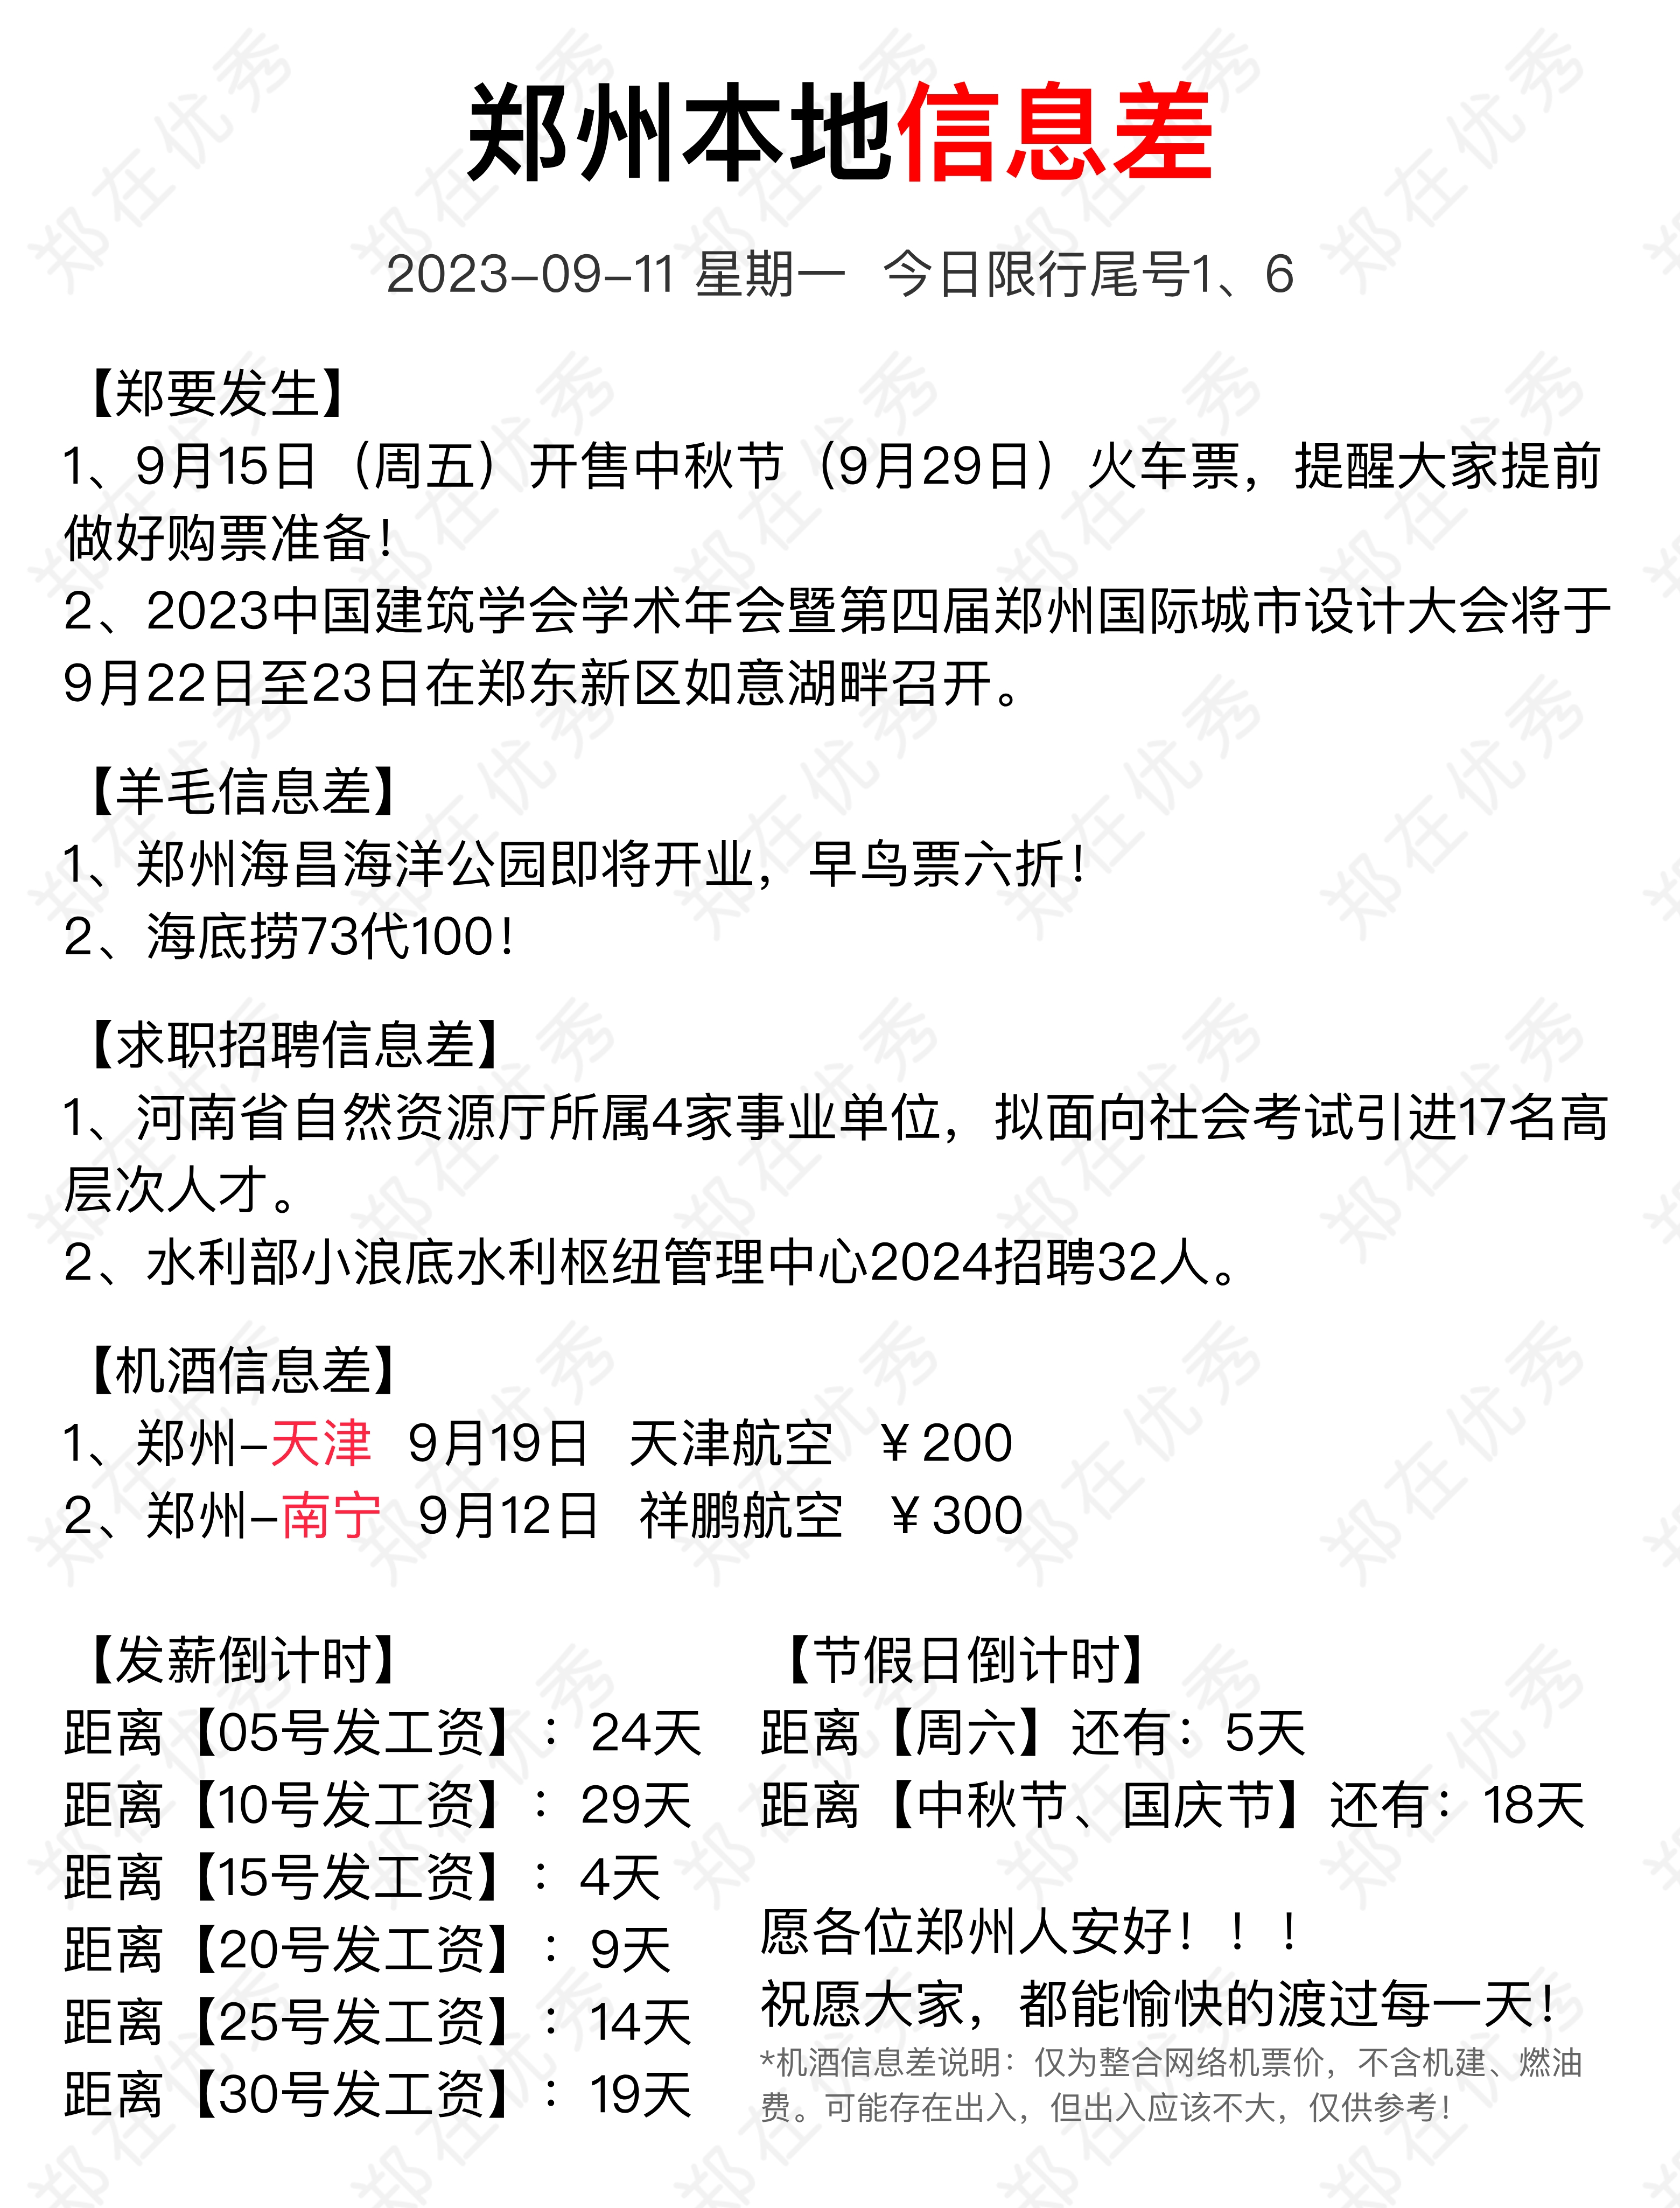 郑州本地信息差
2023-09-11 星期一 今日限行尾号1、6
【郑要发生】
1、9月15日（周五）开售中秋节（9月29日）火车票，提醒大家提前
做好购票准备！
2、2023中国建筑学会学术年会暨第四届郑州国际城市设计大会将于
9月22日至23日在郑东新区如意湖畔召开。
【羊毛信息差】
1、郑州海昌海洋公园即将开业，早鸟票六折！
2、海底捞73代100！
【求职招聘信息差】
1、河南省自然资源厅所属4家事业单位，拟面向社会考试引进17名高
层次人才。
2、水利部小浪底水利枢纽管理中心2024招聘32人。
【机酒信息差】
1、郑州-天津 9月19日 天津航空 ￥200
2、郑州-南宁 9月12日 祥鹏航空 ￥300
【发薪倒计时】
距离【05号发工资】：24天
距离【10号发工资】：29天
距离【15号发工资】：4天
距离【20号发工资】：9天
距离【25号发工资】：14天
距离【30号发工资】：19天
【节假日倒计时】
距离【周六】还有：5天
距离【中秋节、国庆节】还有：18天
愿各位郑州人安好！！！
祝愿大家，都能愉快的渡过每一天！
*机酒信息差说明：仅为整合网络机票价，不含机建、燃油
费。可能存在出入，但出入应该不大，仅供参考！
郑在优秀